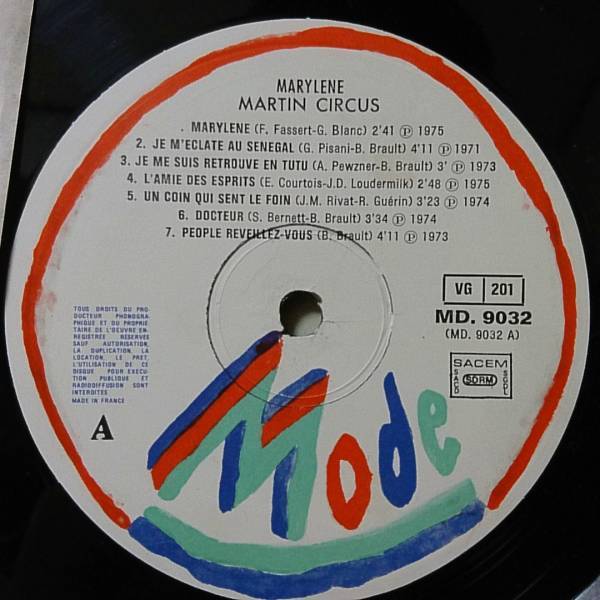 MARYLENE
MARTIN CIRCUS
. MARYLENE (F. Fassert-G. Blanc) 2'41 Ⓟ 1975
2. JE M'ECLATE AU SENEGAL (G. Pisani-B. Brault) 4'11 Ⓟ 1971
3. JE ME SUIS RETROUVE EN TUTU (A. Pewzner-B. Brault) 3' Ⓟ 1973
4. L'AMIE DES ESPRITS (E. Courtois-J.D. Loudermilk) 2'48 Ⓟ 1975
5. UN COIN QUI SENT LE FOIN (J.M. Rivat-R. Guérin) 3'23 Ⓟ 1974
6. DOCTEUR (S. Bernett-B. Brault) 3'34 Ⓟ 1974
7. PEOPLE REVEILLEZ-VOUS (B. Brault) 4'11 Ⓟ 1973
VG 201
MD. 9032
(MD. 9032 A)
TOUS DROITS DU PRO-
DUCTEUR PHONOGRA-
PHIQUE ET DU PROPRIE-
TAIRE DE L'OEUVRE EN-
REGISTREE RESERVES
SAUF AUTORISATION,
LA DUPLICATION, LA
LOCATION, LE PRET,
L'UTILISATION DE CE
DISQUE POUR EXECU-
TION PUBLIQUE ET
RADIODIFFUSION SONT
INTERDITES
MADE IN FRANCE
SACEM
SACD SDRM SGDL
A
Mode